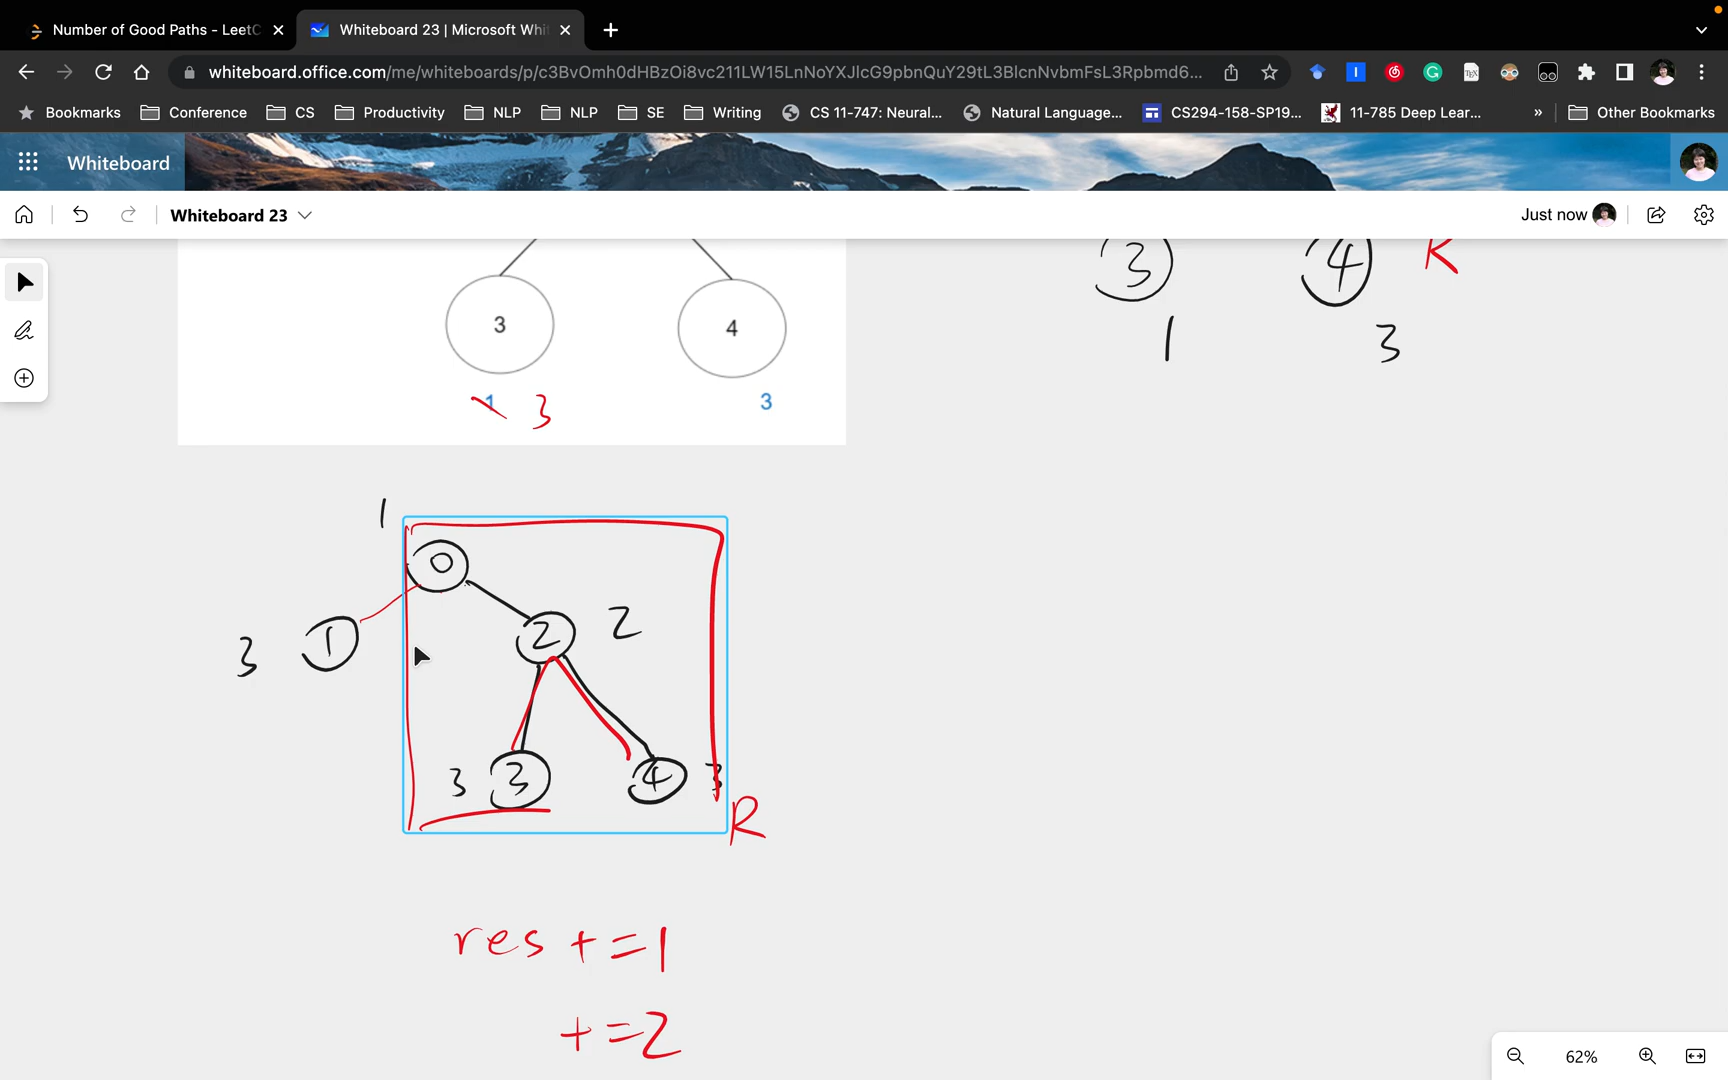 Number of Good Paths - LeetC
Whiteboard 23 | Microsoft Whi
whiteboard.office.com/me/whiteboards/p/c3BvOmh0dHBzOi8vc211LW15LnNoYXJlcG9pbnQuY29tL3BlcnNvbmFsL3Rpbmd6...
Bookmarks Conference CS Productivity NLP NLP SE Writing CS 11-747: Neural... Natural Language... CS294-158-SP19... 11-785 Deep Lear... » Other Bookmarks
Whiteboard
Whiteboard 23
Just now
3 4
1 3
3
3 4 R
1 3
1
0
2 2
3 1
3 3 4 3
R
res += 1
+= 2
62%